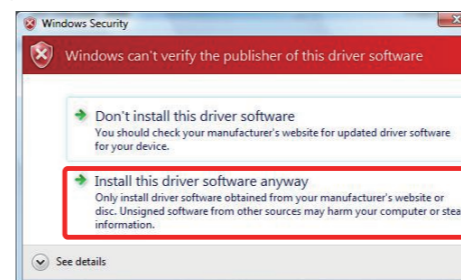 Windows Security
Windows can't verify the publisher of this driver software
Don't install this driver software
You should check your manufacturer's website for updated driver software
for your device.
Install this driver software anyway
Only install driver software obtained from your manufacturer's website or
disc. Unsigned software from other sources may harm your computer or stea
information.
See details